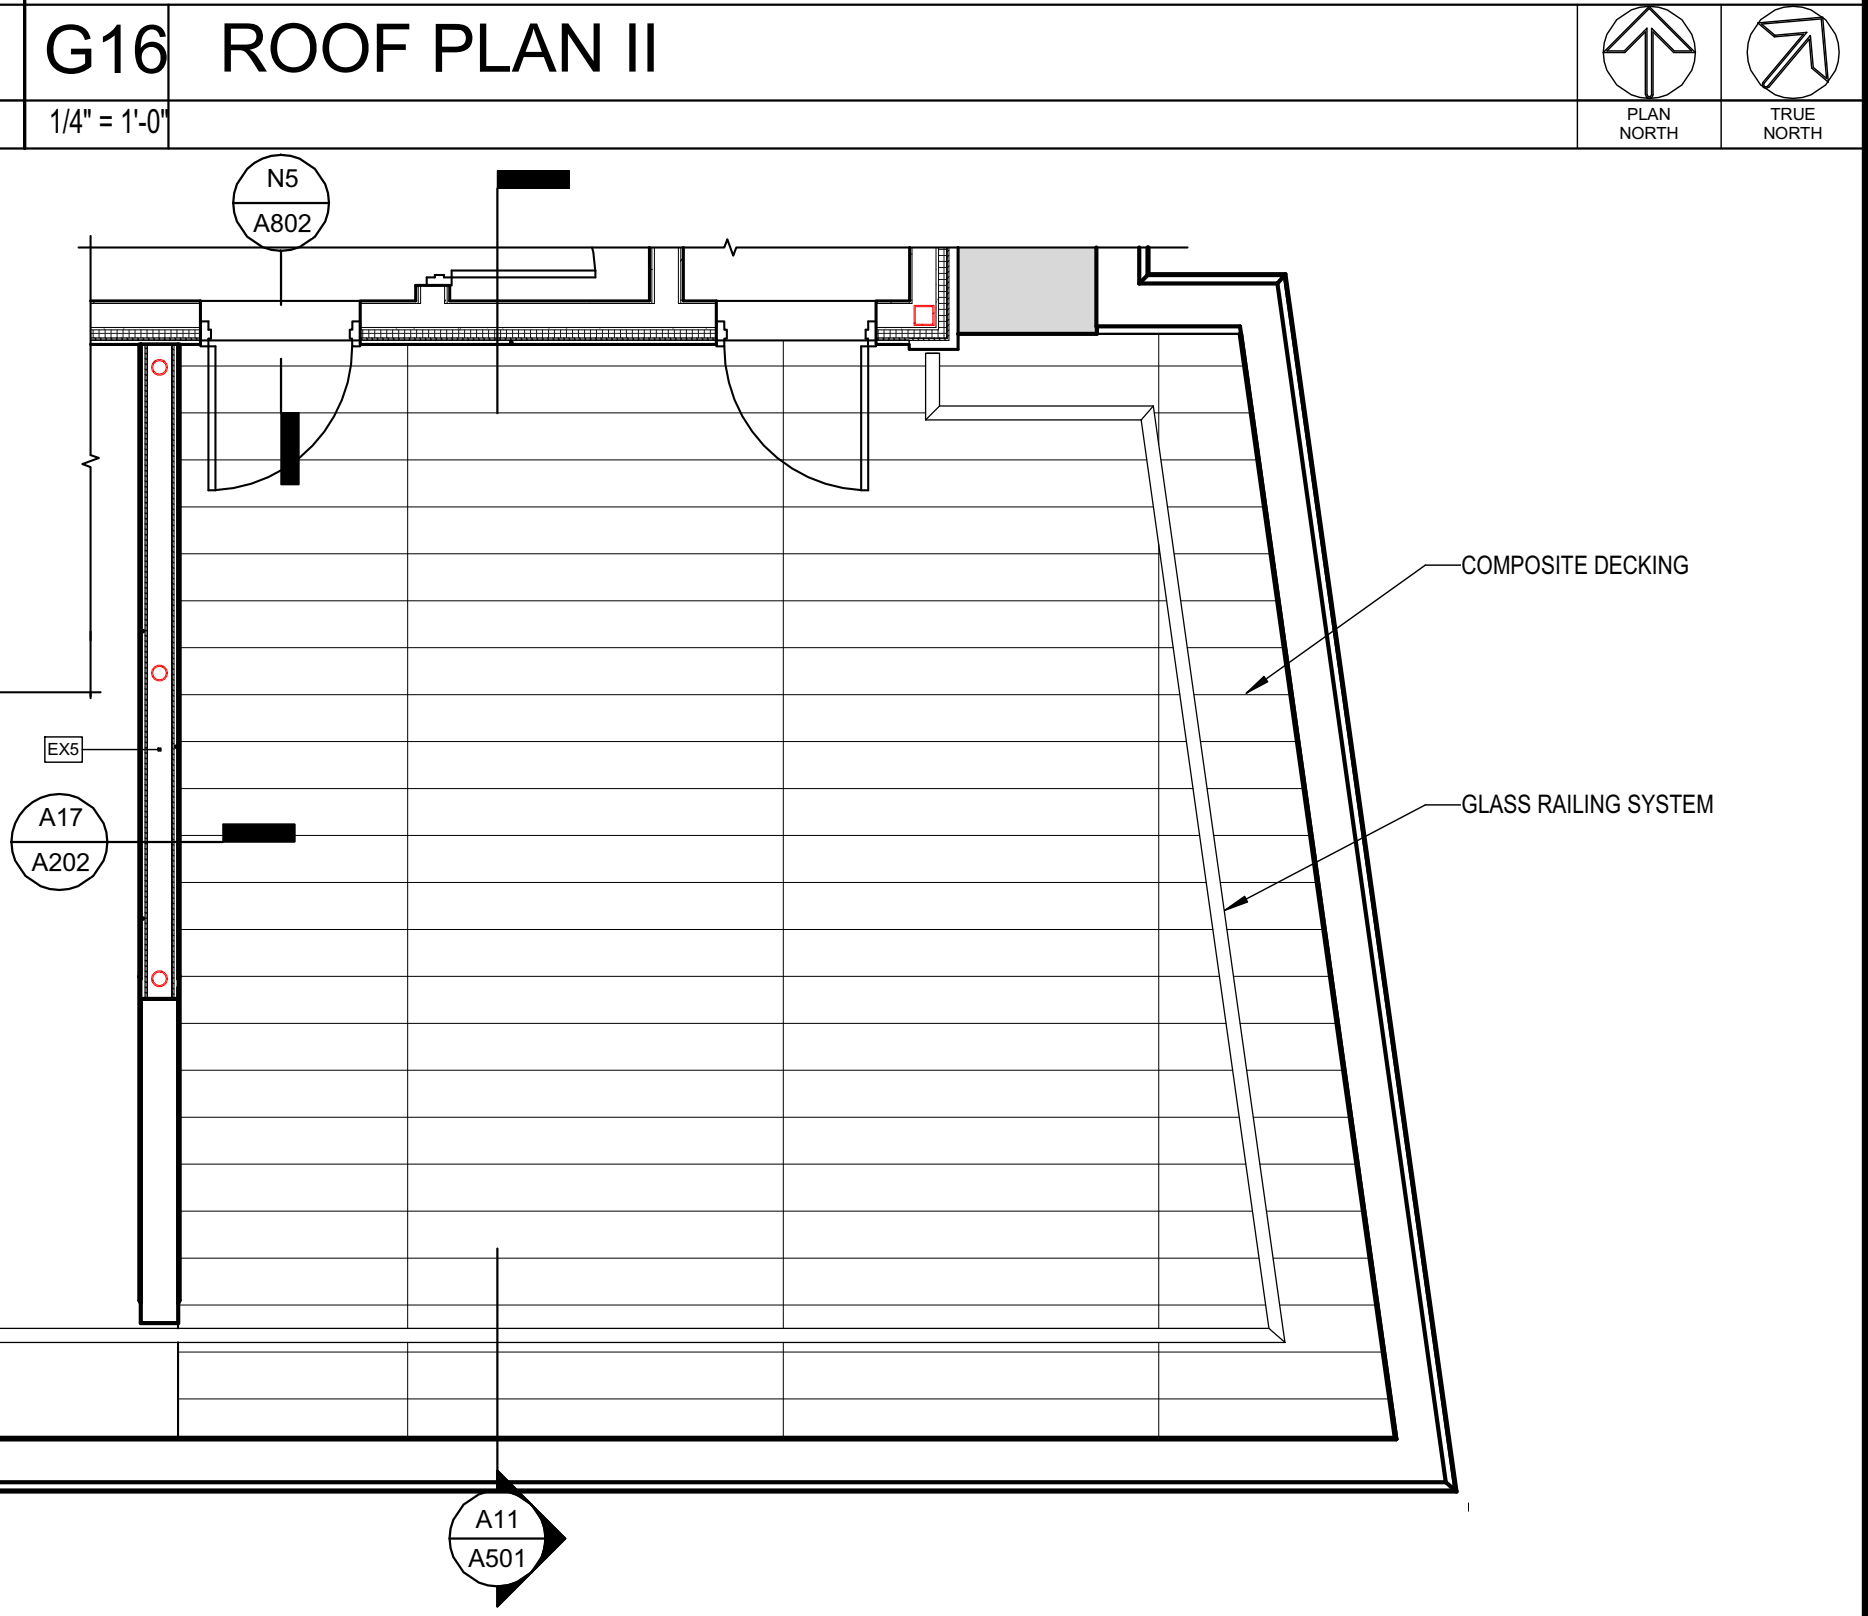 G16 ROOF PLAN II
1/4" = 1'-0"
PLAN
NORTH
TRUE
NORTH
N5
A802
COMPOSITE DECKING
EX5
GLASS RAILING SYSTEM
A17
A202
A11
A501